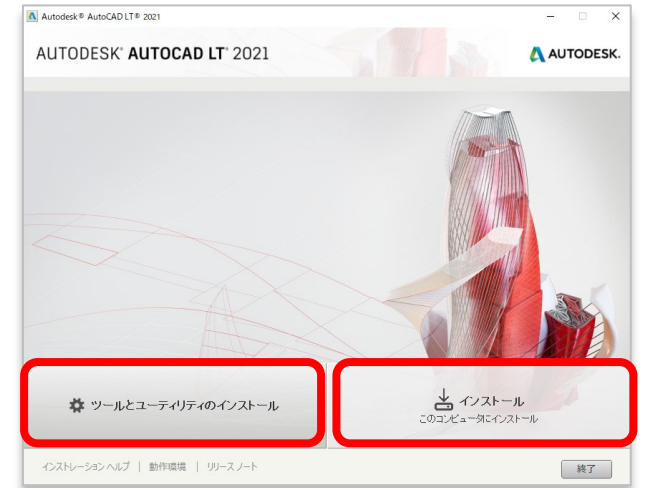 Autodesk® AutoCAD LT® 2021
AUTODESK® AUTOCAD LT® 2021
AUTODESK.
ツールとユーティリティのインストール
インストール
このコンピュータにインストール
インストレーション ヘルプ | 動作環境 | リリース ノート
終了